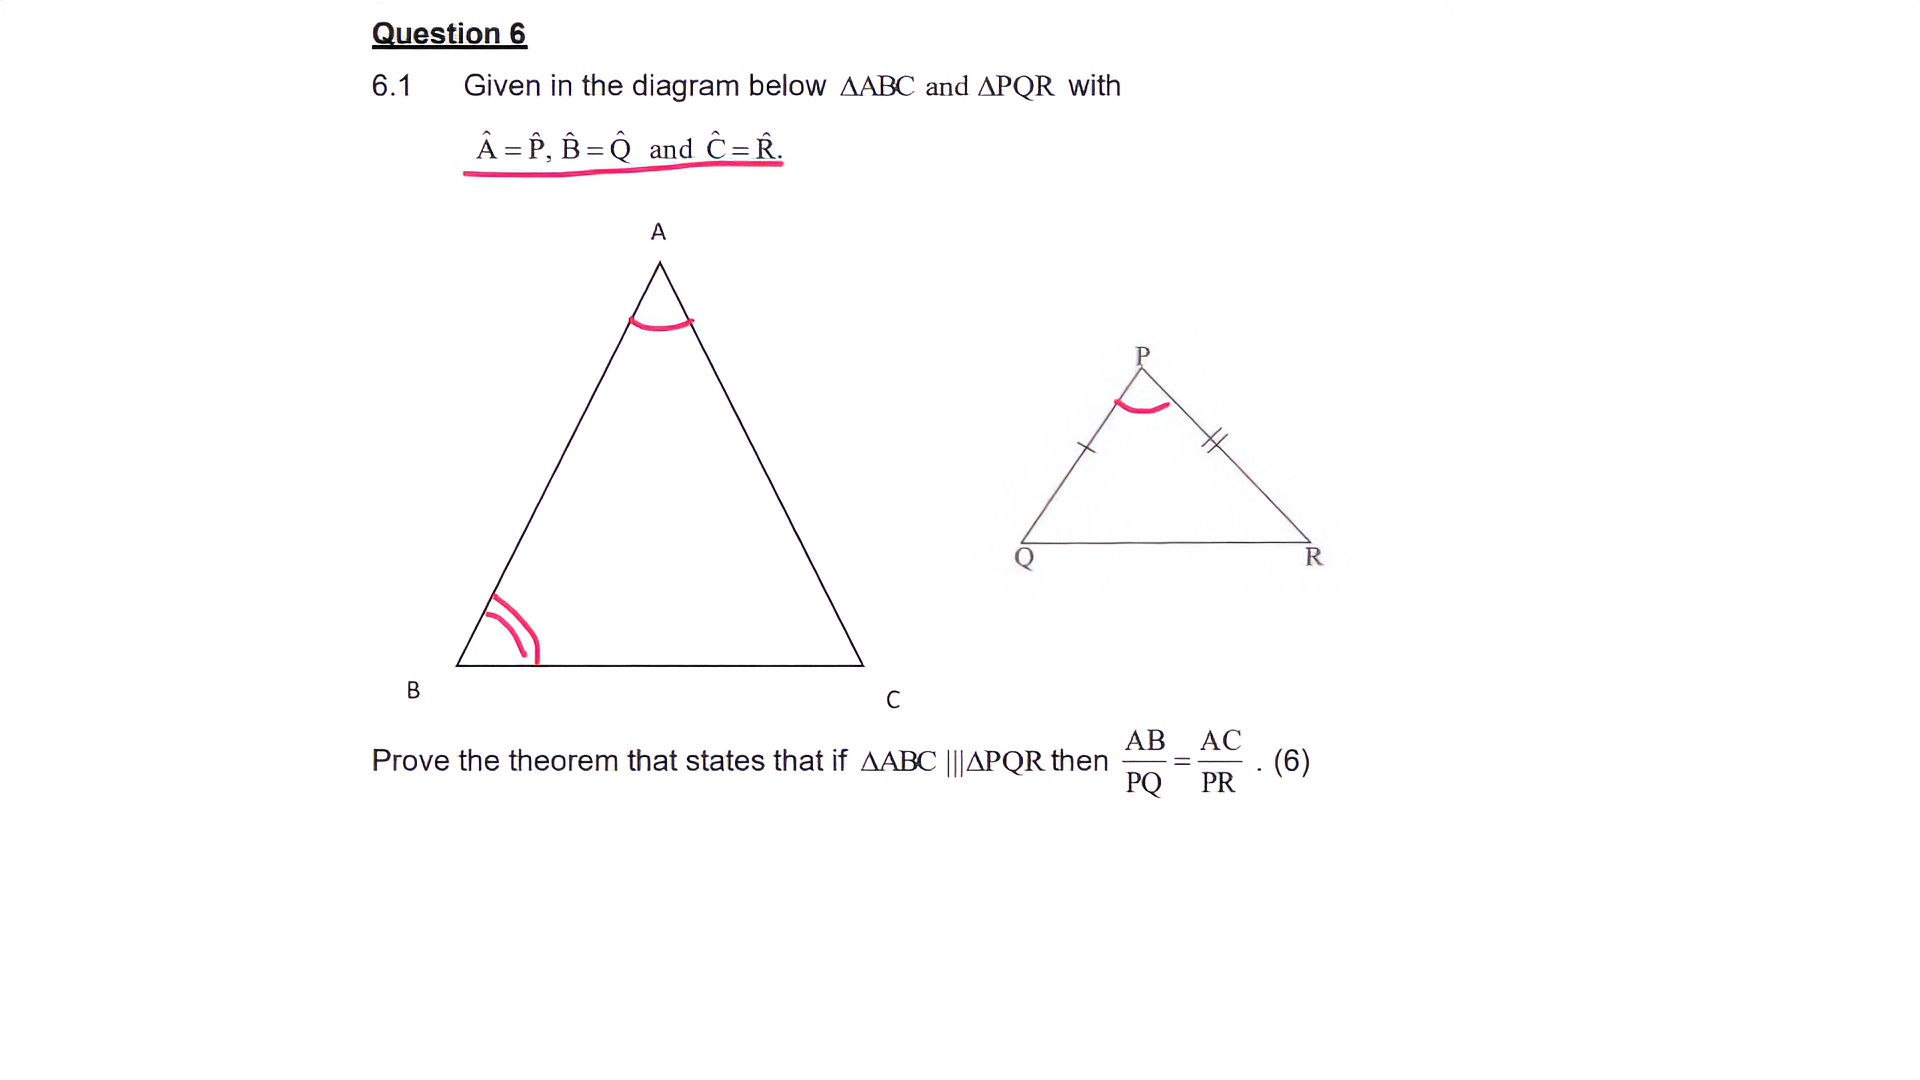 Question 6
6.1 Given in the diagram below ΔABC and ΔPQR with
Â = P̂, B̂ = Q̂ and Ĉ = R̂.
A
P
Q
R
B
C
Prove the theorem that states that if ΔABC ||| ΔPQR then AB/PQ = AC/PR . (6)